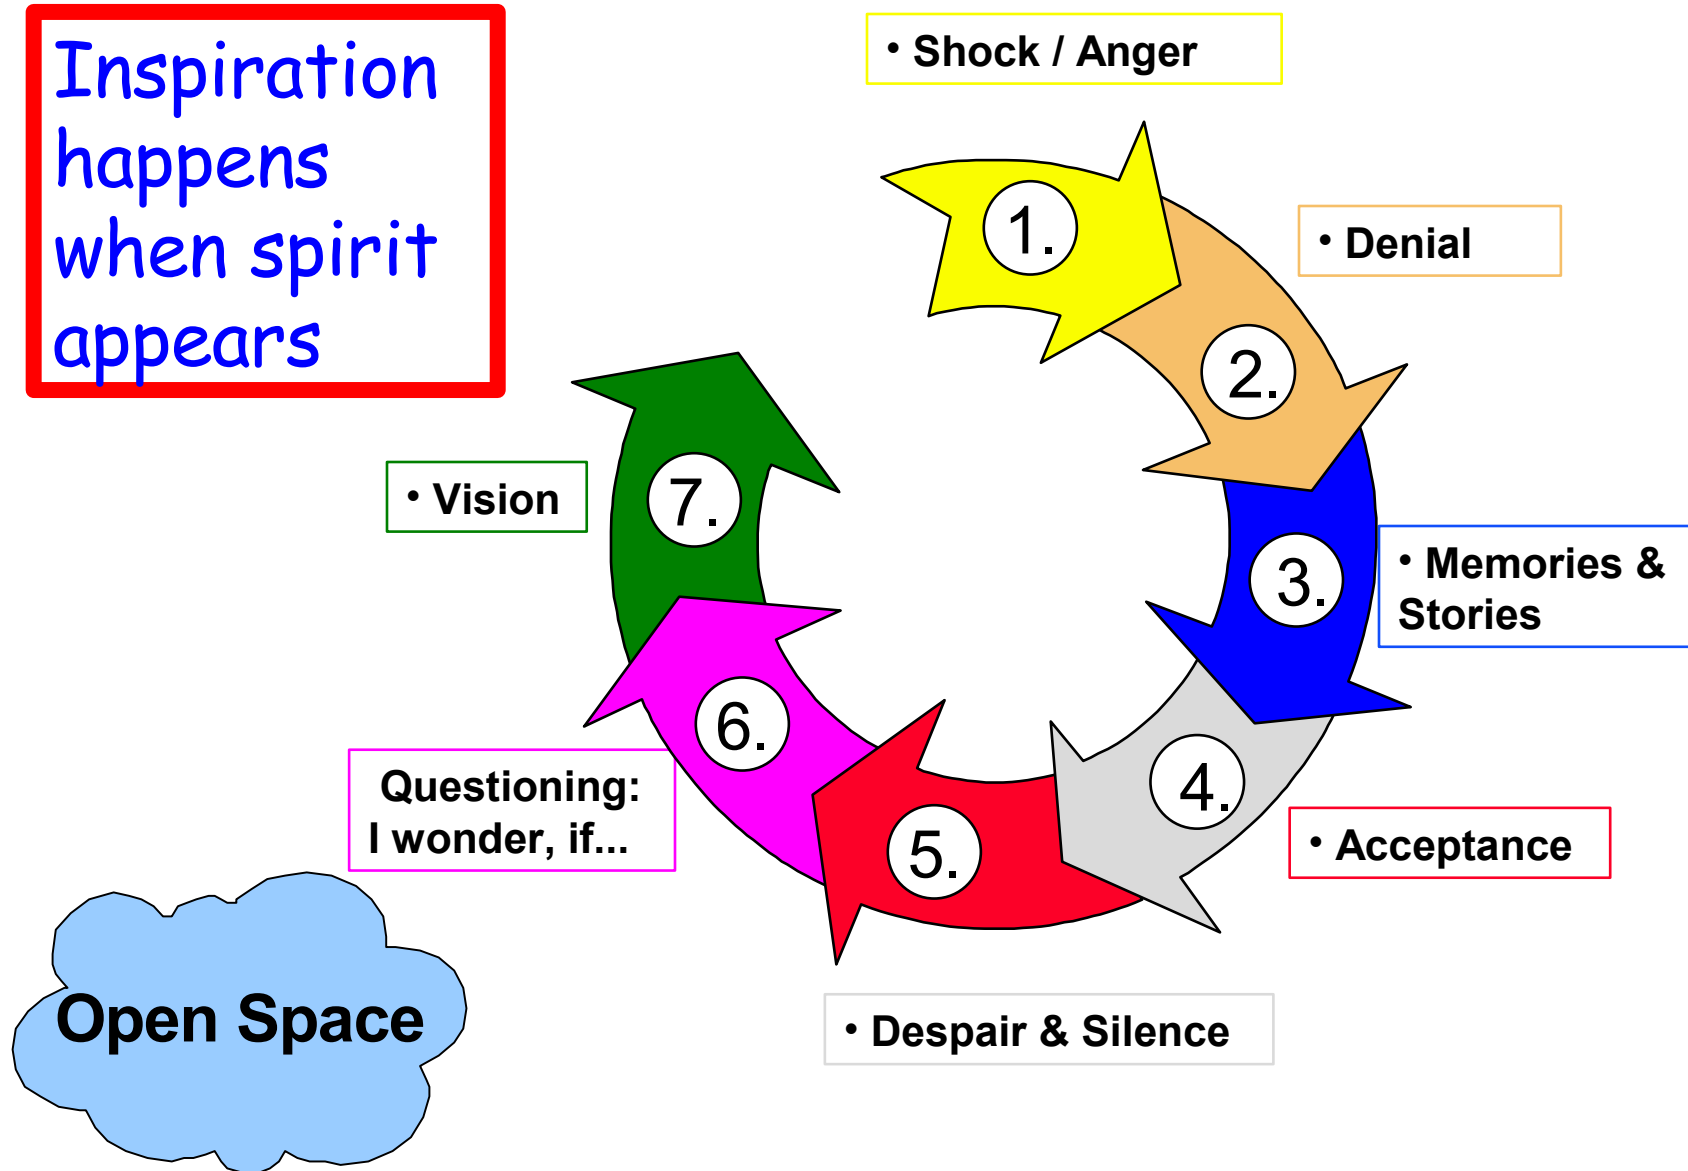 Inspiration
happens
when spirit
appears
• Shock / Anger
1.
• Denial
2.
• Memories &
Stories
3.
• Acceptance
4.
• Despair & Silence
5.
Questioning:
I wonder, if...
6.
• Vision
7.
Open Space